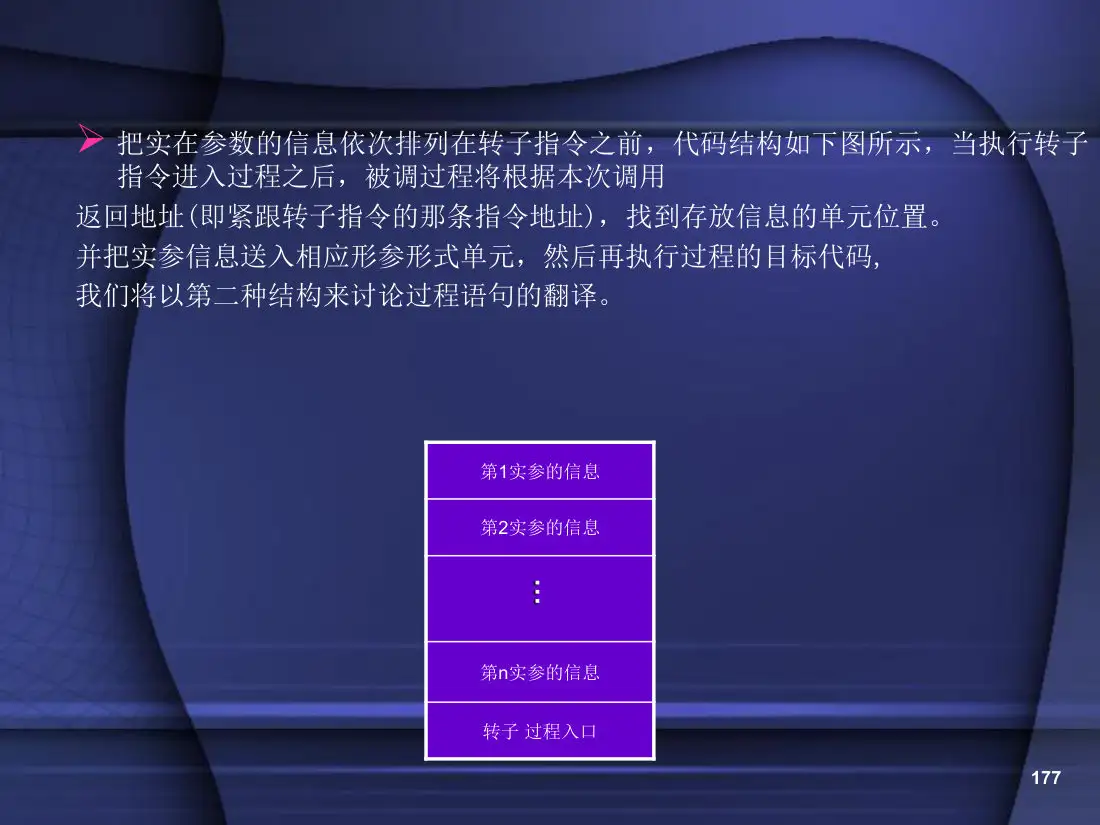 把实在参数的信息依次排列在转子指令之前，代码结构如下图所示，当执行转子
指令进入过程之后，被调过程将根据本次调用
返回地址(即紧跟转子指令的那条指令地址)，找到存放信息的单元位置。
并把实参信息送入相应形参形式单元，然后再执行过程的目标代码,
我们将以第二种结构来讨论过程语句的翻译。
第1实参的信息
第2实参的信息
⋮
第n实参的信息
转子 过程入口
177